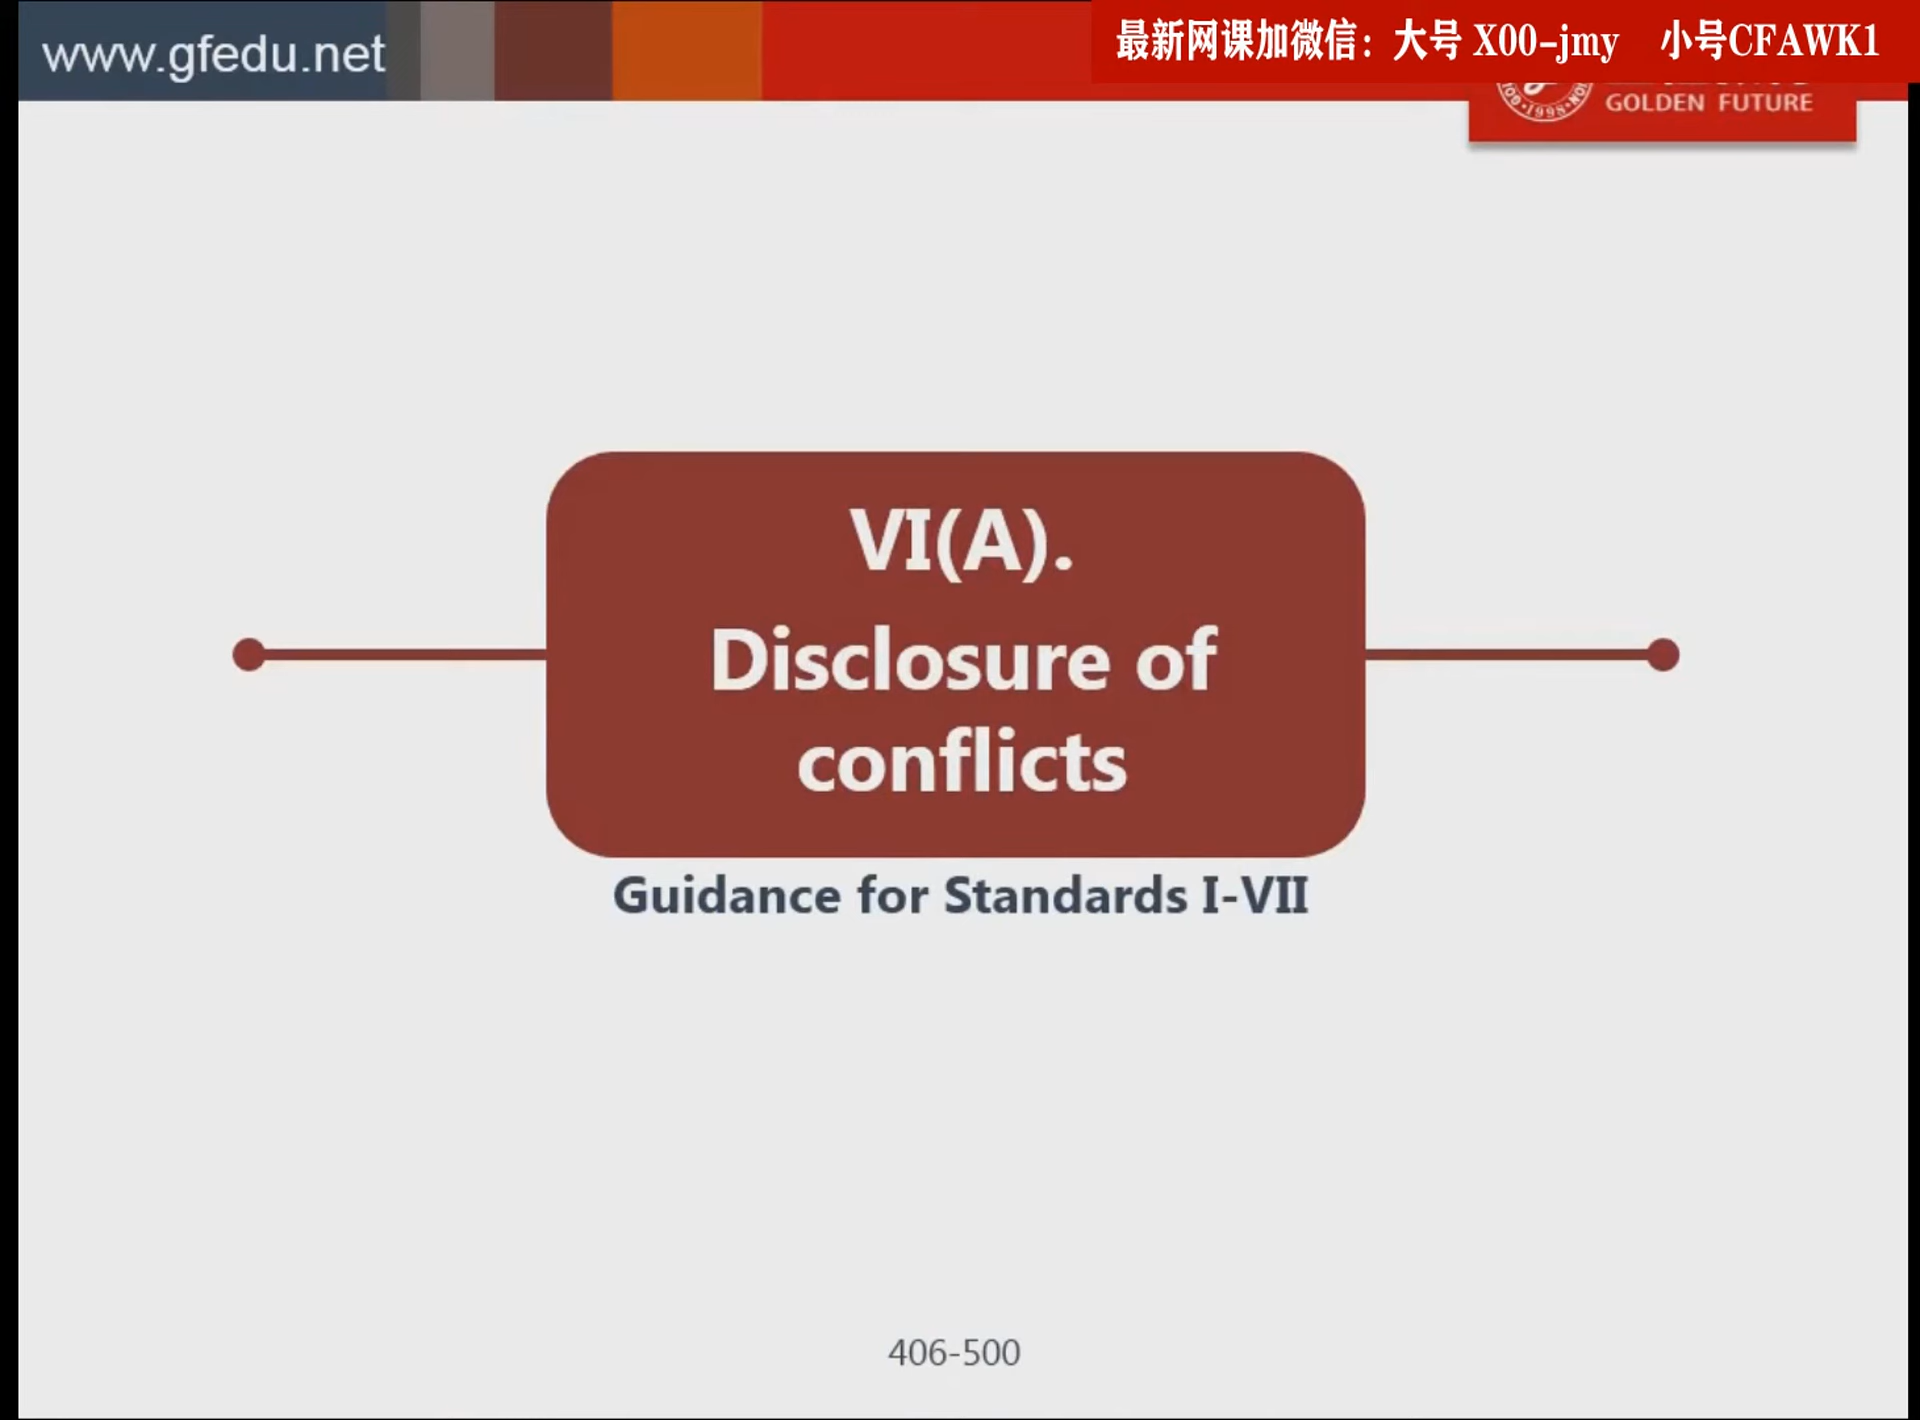 www.gfedu.net
最新网课加微信：大号 X00-jmy 小号CFAWK1
1998
GOLDEN FUTURE
VI(A).
Disclosure of
conflicts
Guidance for Standards I-VII
406-500